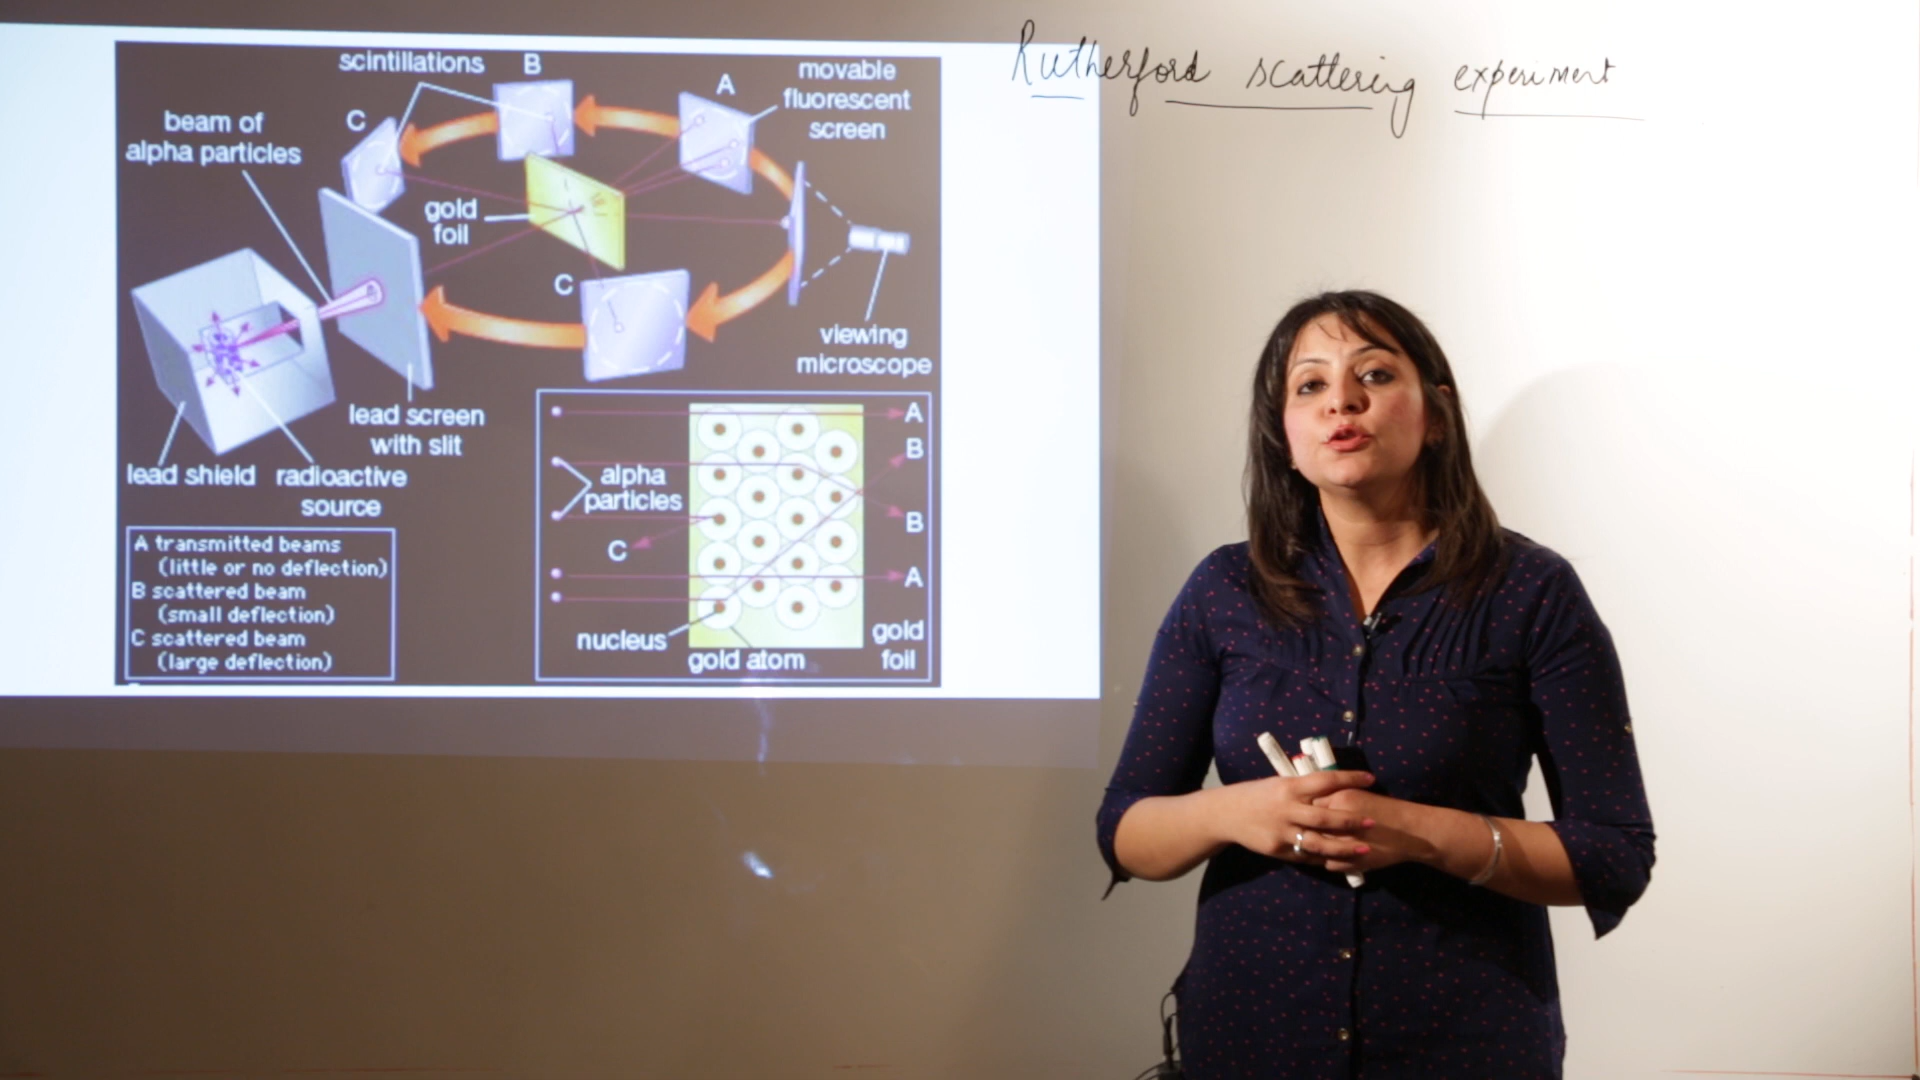 Rutherford scattering experiment
scintillations
B
A
movable
fluorescent
screen
C
beam of
alpha particles
gold
foil
C
viewing
microscope
lead screen
with slit
lead shield
radioactive
source
A transmitted beams
(little or no deflection)
B scattered beam
(small deflection)
C scattered beam
(large deflection)
A
B
alpha
particles
B
C
A
nucleus
gold atom
gold
foil